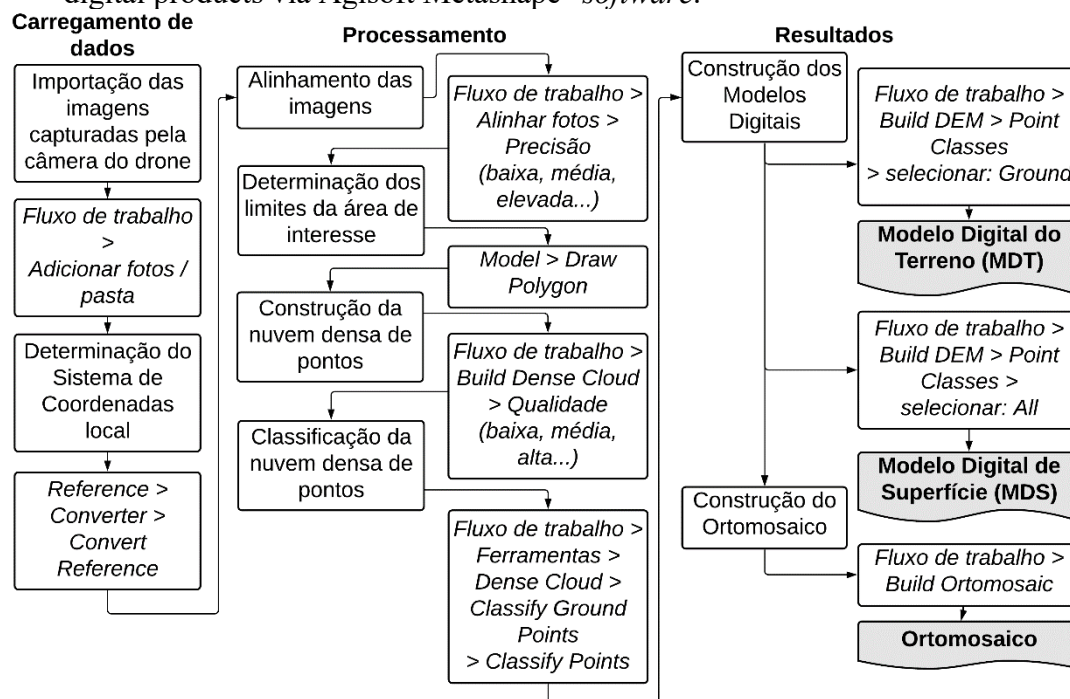 digital products via Agisoft Metashape software.
Carregamento de
dados
Importação das
imagens
capturadas pela
câmera do drone
Fluxo de trabalho
>
Adicionar fotos /
pasta
Determinação do
Sistema de
Coordenadas
local
Reference >
Converter >
Convert
Reference
Processamento
Alinhamento das
imagens
Fluxo de trabalho >
Alinhar fotos >
Precisão
(baixa, média,
elevada...)
Determinação dos
limites da área de
interesse
Model > Draw
Polygon
Construção da
nuvem densa de
pontos
Fluxo de trabalho >
Build Dense Cloud
> Qualidade
(baixa, média,
alta...)
Classificação da
nuvem densa de
pontos
Fluxo de trabalho >
Ferramentas >
Dense Cloud >
Classify Ground
Points
> Classify Points
Resultados
Construção dos
Modelos
Digitais
Fluxo de trabalho >
Build DEM > Point
Classes
> selecionar: Ground
Modelo Digital do
Terreno (MDT)
Fluxo de trabalho >
Build DEM > Point
Classes >
selecionar: All
Modelo Digital de
Superfície (MDS)
Construção do
Ortomosaico
Fluxo de trabalho >
Build Ortomosaic
Ortomosaico